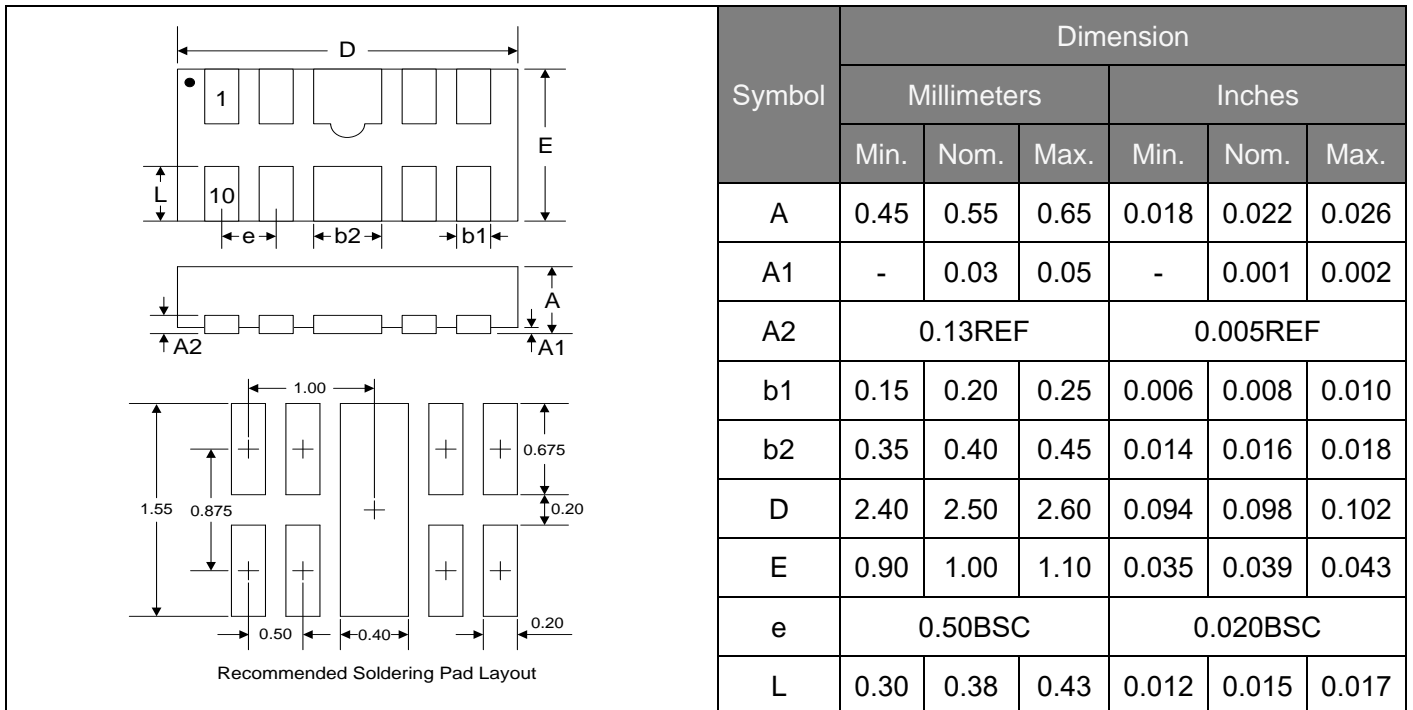 D
1
E
L
10
e b2 b1
A
A2 A1
1.00
0.675
1.55 0.875 0.20
0.50 0.40 0.20
Recommended Soldering Pad Layout
Symbol Dimension
Millimeters Inches
Min. Nom. Max. Min. Nom. Max.
A 0.45 0.55 0.65 0.018 0.022 0.026
A1 - 0.03 0.05 - 0.001 0.002
A2 0.13REF 0.005REF
b1 0.15 0.20 0.25 0.006 0.008 0.010
b2 0.35 0.40 0.45 0.014 0.016 0.018
D 2.40 2.50 2.60 0.094 0.098 0.102
E 0.90 1.00 1.10 0.035 0.039 0.043
e 0.50BSC 0.020BSC
L 0.30 0.38 0.43 0.012 0.015 0.017